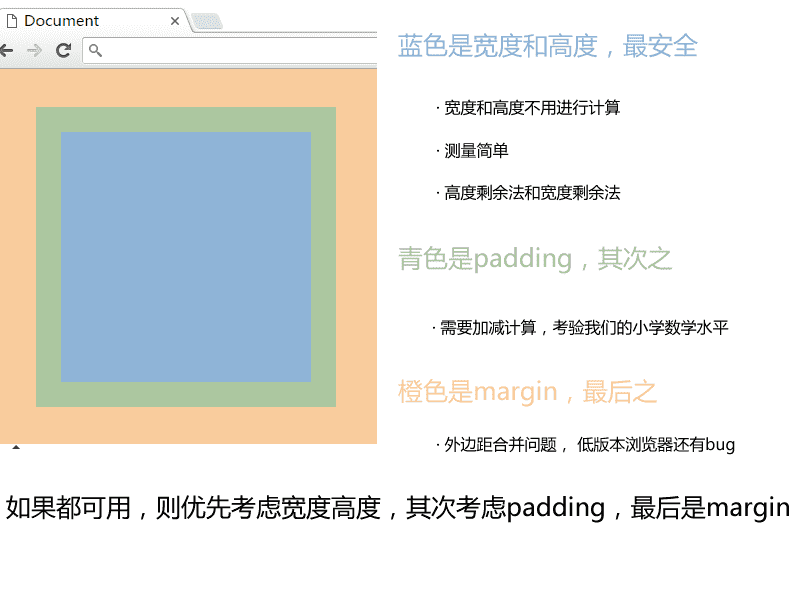 Document
蓝色是宽度和高度，最安全
· 宽度和高度不用进行计算
· 测量简单
· 高度剩余法和宽度剩余法
青色是padding，其次之
· 需要加减计算，考验我们的小学数学水平
橙色是margin，最后之
· 外边距合并问题， 低版本浏览器还有bug
如果都可用，则优先考虑宽度高度，其次考虑padding，最后是margin